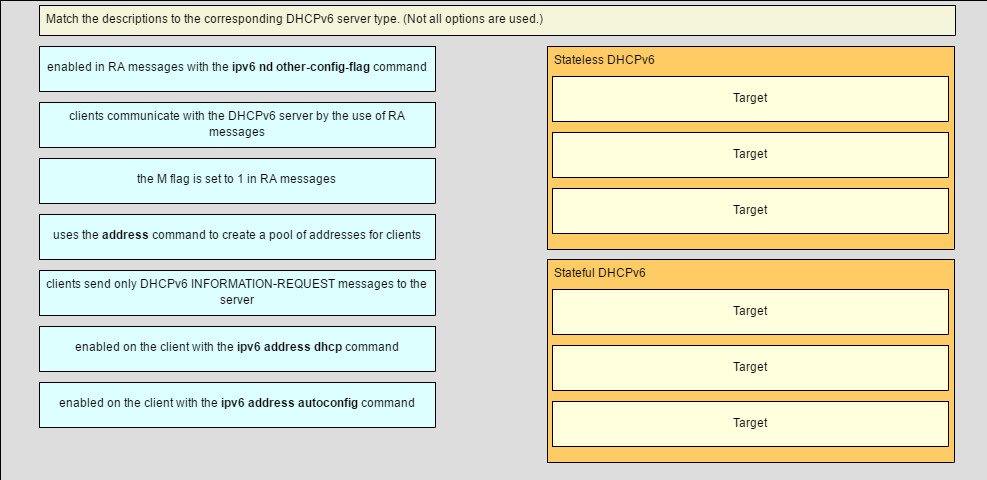 Match the descriptions to the corresponding DHCPv6 server type. (Not all options are used.)
enabled in RA messages with the ipv6 nd other-config-flag command
clients communicate with the DHCPv6 server by the use of RA
messages
the M flag is set to 1 in RA messages
uses the address command to create a pool of addresses for clients
clients send only DHCPv6 INFORMATION-REQUEST messages to the
server
enabled on the client with the ipv6 address dhcp command
enabled on the client with the ipv6 address autoconfig command
Stateless DHCPv6
Target
Target
Target
Stateful DHCPv6
Target
Target
Target